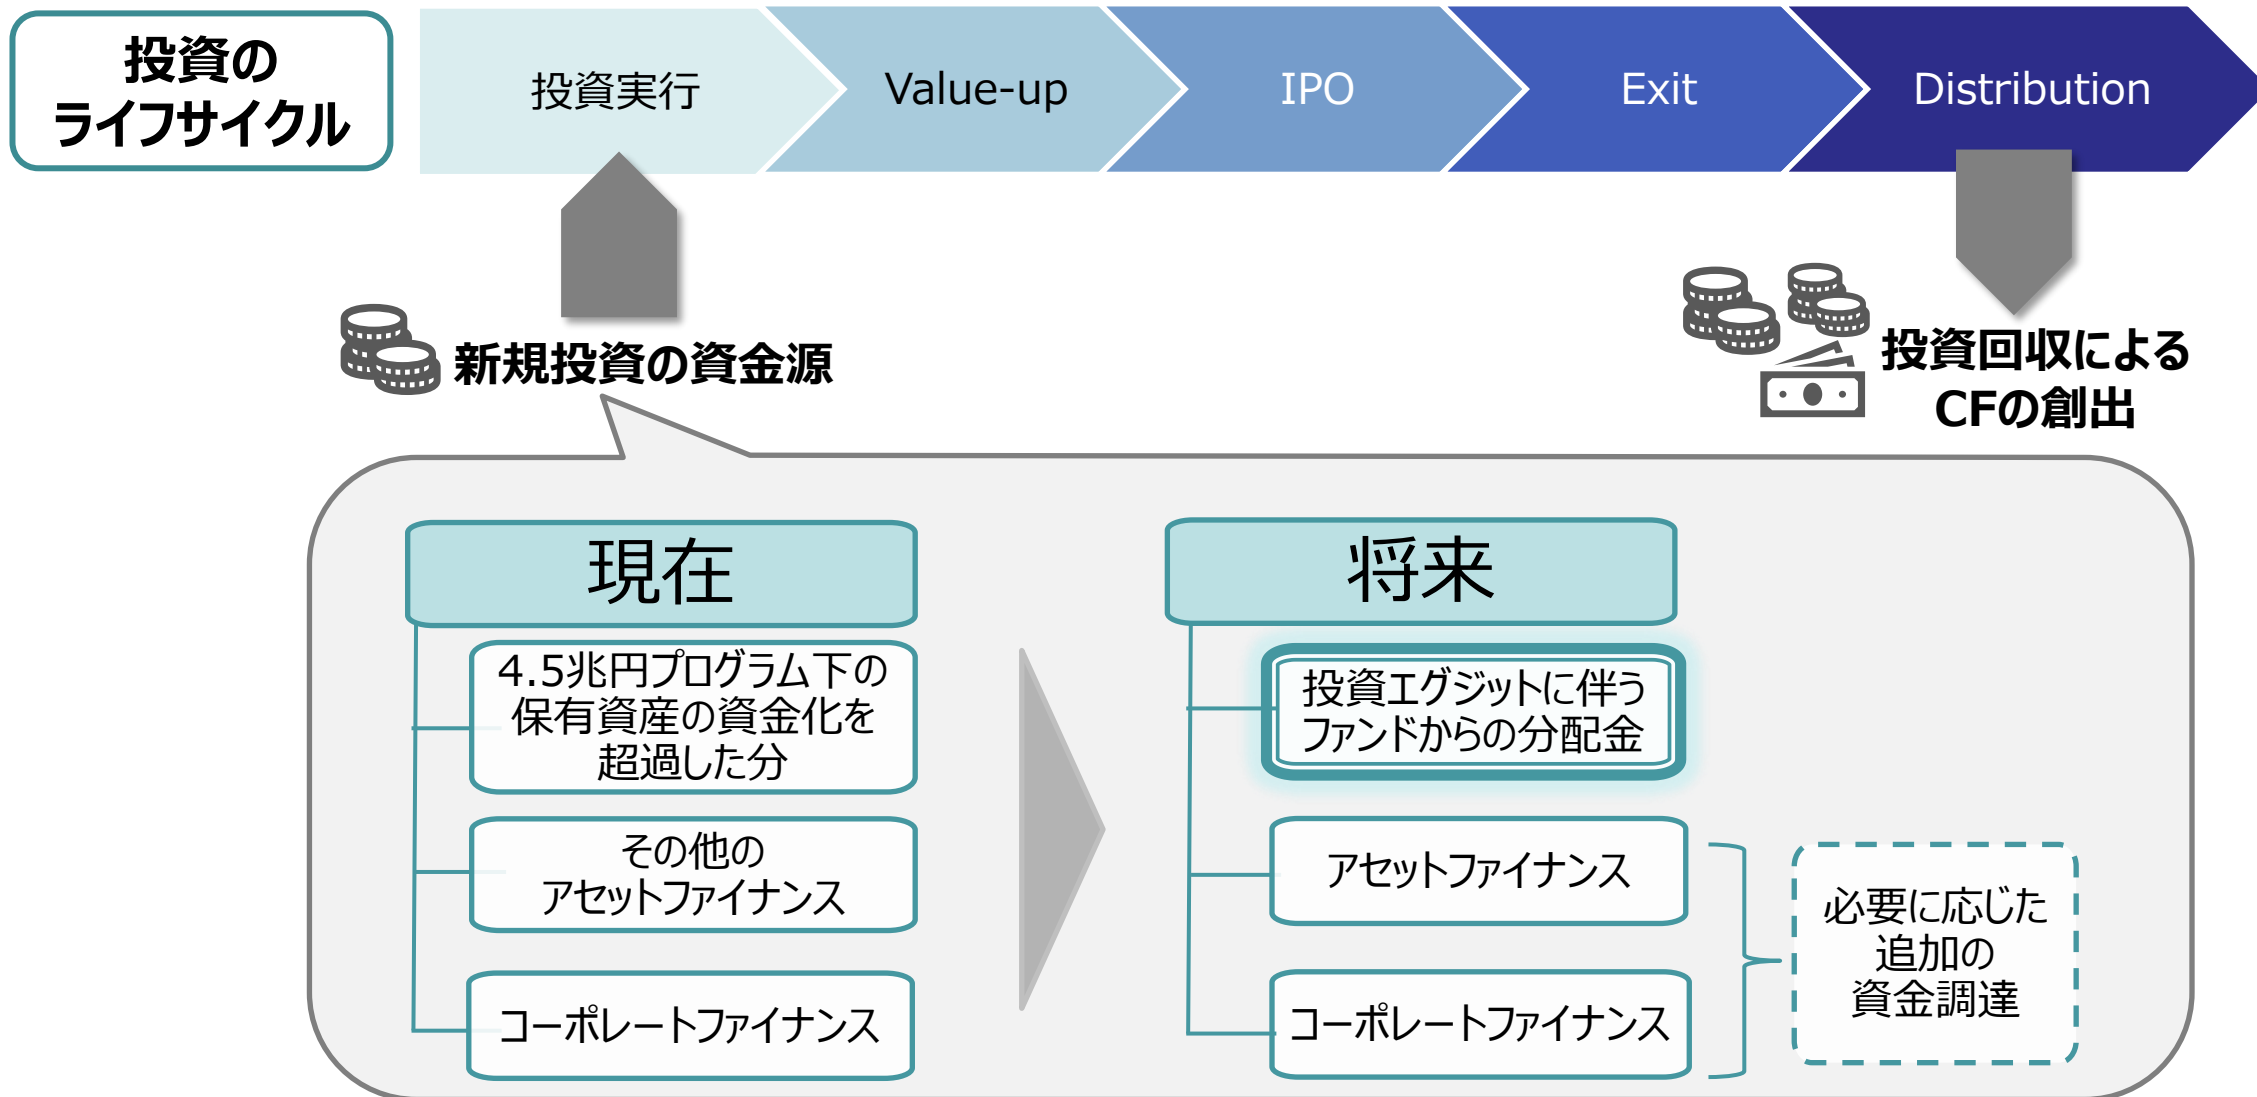 投資の
ライフサイクル
投資実行
Value-up
IPO
Exit
Distribution
新規投資の資金源
投資回収による
CFの創出
現在
4.5兆円プログラム下の
保有資産の資金化を
超過した分
その他の
アセットファイナンス
コーポレートファイナンス
将来
投資エグジットに伴う
ファンドからの分配金
アセットファイナンス
コーポレートファイナンス
必要に応じた
追加の
資金調達